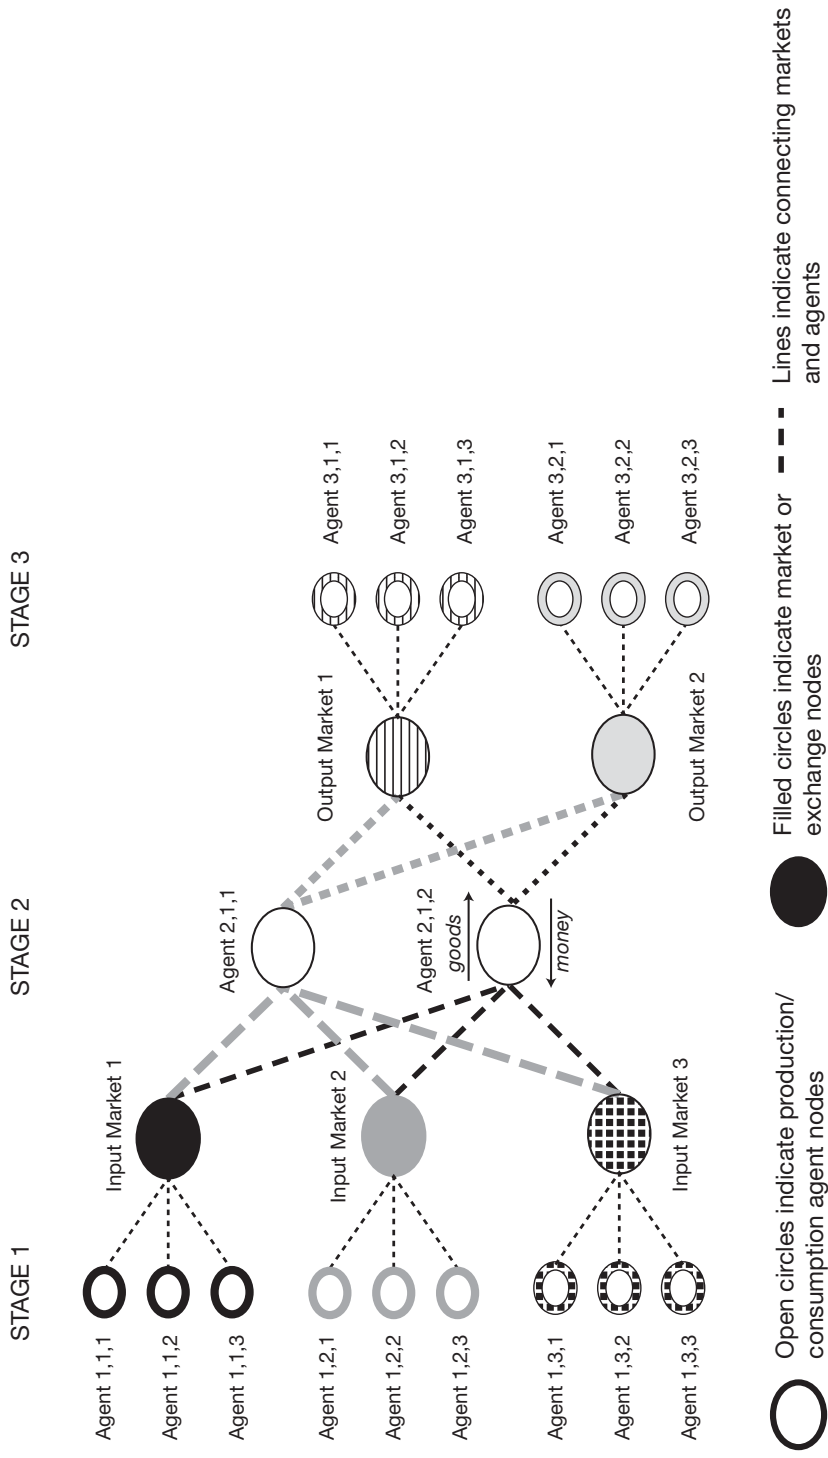 STAGE 1
STAGE 2
STAGE 3
Agent 1,1,1
Agent 1,1,2
Agent 1,1,3
Input Market 1
Agent 1,2,1
Agent 1,2,2
Agent 1,2,3
Input Market 2
Agent 1,3,1
Agent 1,3,2
Agent 1,3,3
Input Market 3
Agent 2,1,1
Agent 2,1,2
goods
money
Output Market 1
Output Market 2
Agent 3,1,1
Agent 3,1,2
Agent 3,1,3
Agent 3,2,1
Agent 3,2,2
Agent 3,2,3
Open circles indicate production/
consumption agent nodes
Filled circles indicate market or
exchange nodes
Lines indicate connecting markets
and agents